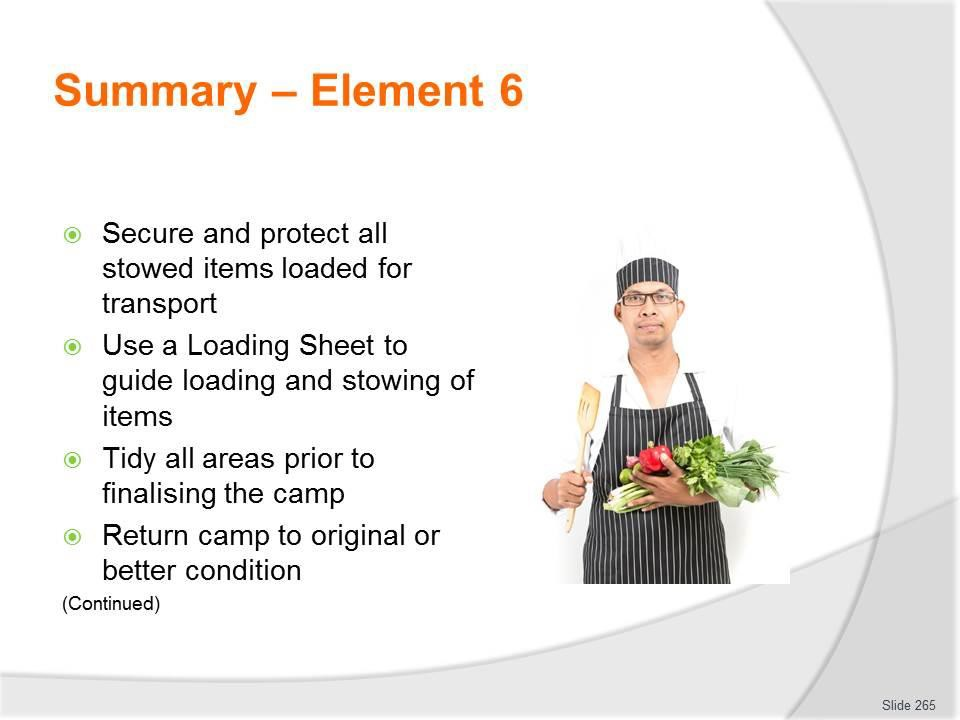 Summary – Element 6
Secure and protect all
stowed items loaded for
transport
Use a Loading Sheet to
guide loading and stowing of
items
Tidy all areas prior to
finalising the camp
Return camp to original or
better condition
(Continued)
Slide 265